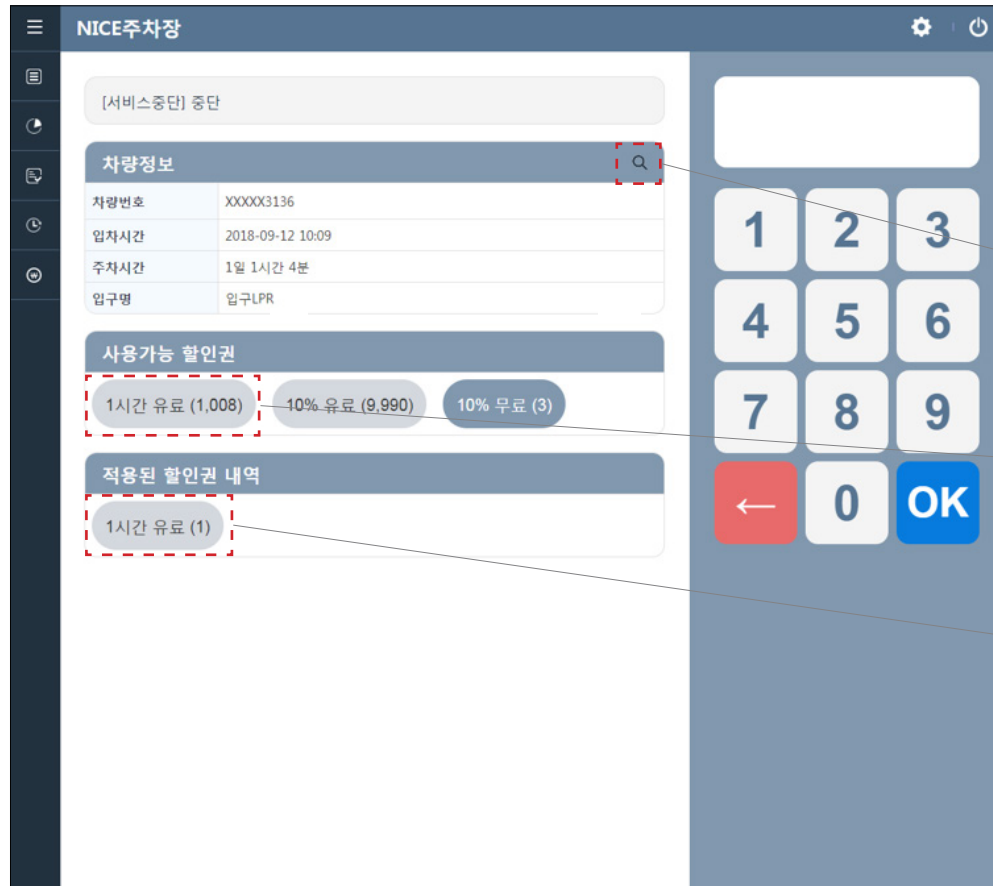 NICE주차장
[서비스중단] 중단
차량정보
차량번호 XXXXX3136
입차시간 2018-09-12 10:09
주차시간 1일 1시간 4분
입구명 입구LPR
사용가능 할인권
1시간 유료 (1,008) 10% 유료 (9,990) 10% 무료 (3)
적용된 할인권 내역
1시간 유료 (1)
1 2 3
4 5 6
7 8 9
← 0 OK